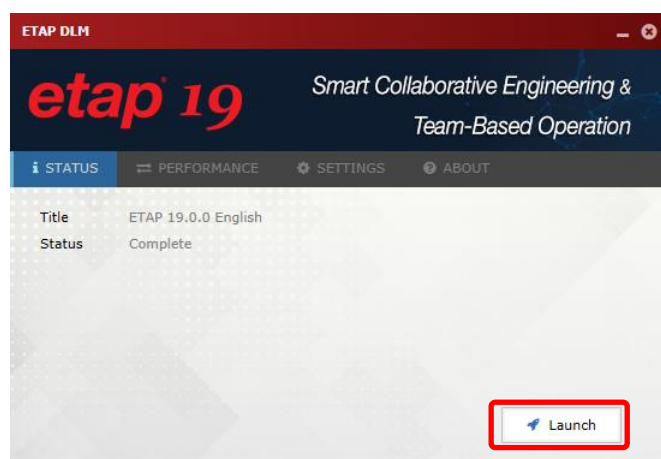 ETAP DLM
etap 19
Smart Collaborative Engineering &
Team-Based Operation
STATUS PERFORMANCE SETTINGS ABOUT
Title ETAP 19.0.0 English
Status Complete
Launch